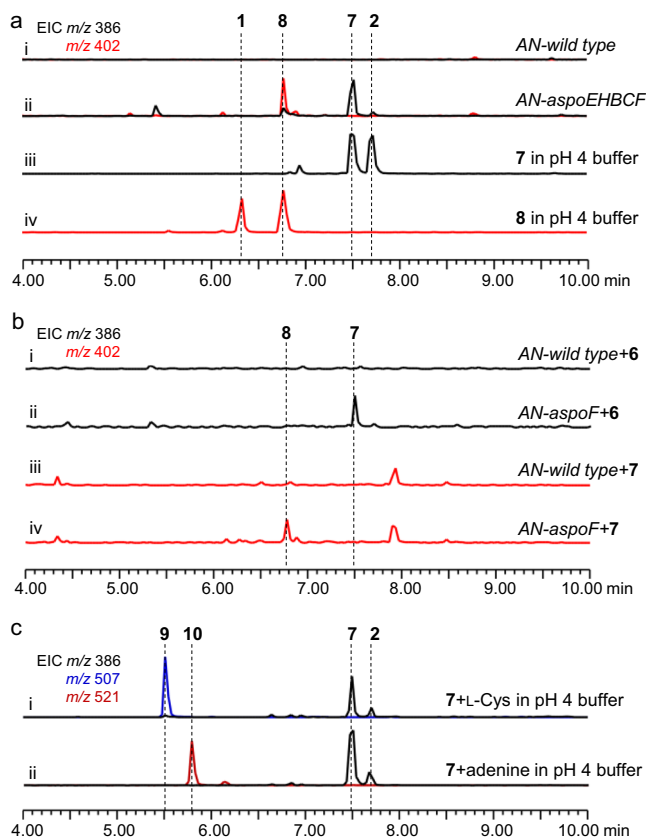 a
1 8 7 2
EIC m/z 386
m/z 402
i
AN-wild type
ii
AN-aspoEHBCF
iii
7 in pH 4 buffer
iv
8 in pH 4 buffer
4.00 5.00 6.00 7.00 8.00 9.00 10.00 min
b
8 7
EIC m/z 386
m/z 402
i
AN-wild type+6
ii
AN-aspoF+6
iii
AN-wild type+7
iv
AN-aspoF+7
4.00 5.00 6.00 7.00 8.00 9.00 10.00 min
c
9 10 7 2
EIC m/z 386
m/z 507
m/z 521
i
7+L-Cys in pH 4 buffer
ii
7+adenine in pH 4 buffer
4.00 5.00 6.00 7.00 8.00 9.00 10.00 min